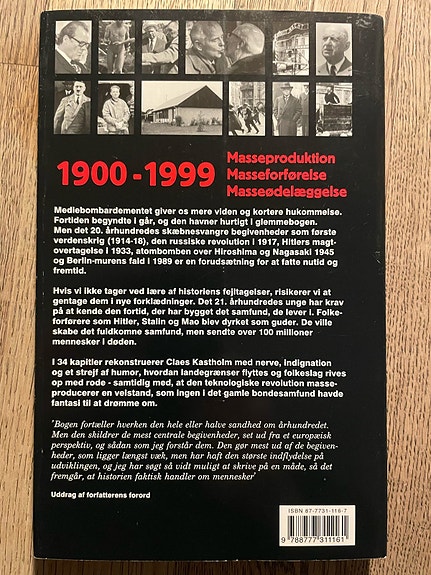 1900-1999
Masseproduktion
Masseforførelse
Masseødelæggelse
Mediebombardementet giver os mere viden og kortere hukommelse.
Fortiden begyndte i går, og den havner hurtigt i glemmebogen.
Men det 20. århundredes skæbnesvangre begivenheder som første
verdenskrig (1914-18), den russiske revolution i 1917, Hitlers magt-
overtagelse i 1933, atombomben over Hiroshima og Nagasaki 1945
og Berlin-murens fald i 1989 er en forudsætning for at fatte nutid og
fremtid.
Hvis vi ikke tager ved lære af historiens fejltagelser, risikerer vi at
gentage dem i nye forklædninger. Det 21. århundredes unge har krav
på at kende den fortid, der har bygget det samfund, de lever i. Folke-
forførere som Hitler, Stalin og Mao blev dyrket som guder. De ville
skabe det fuldkomne samfund, men sendte over 100 millioner
mennesker i døden.
I 34 kapitler rekonstruerer Claes Kastholm med nerve, indignation
og et strejf af humor, hvordan landegrænser flyttes og folkeslag rives
op med rode - samtidig med, at den teknologiske revolution masse-
producerer en velstand, som ingen i det gamle bondesamfund havde
fantasi til at drømme om.
'Bogen fortæller hverken den hele eller halve sandhed om århundredet.
Men den skildrer de mest centrale begivenheder, set ud fra et europæisk
perspektiv, og sådan som jeg forstår dem. Den gør mest ud af de begiven-
heder, som ligger længst væk, men har haft den største indflydelse på
udviklingen, og jeg har søgt så vidt muligt at skrive på en måde, så det
fremgår, at historien faktisk handler om mennesker'
Uddrag af forfatterens forord
ISBN 87-7731-116-7
9 788777 311161